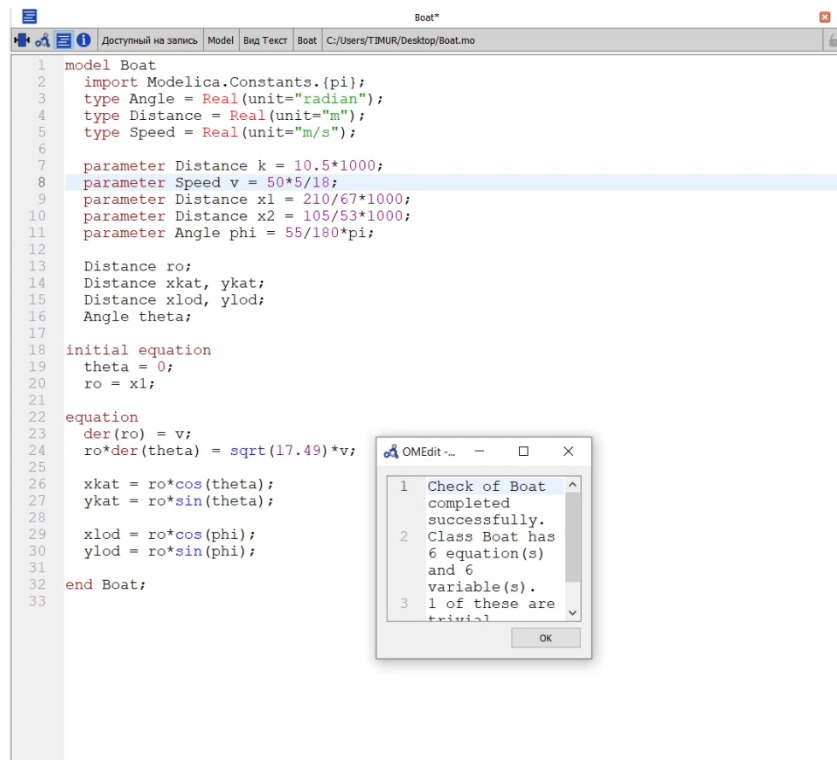 Boat*
Доступный на запись Model Вид Текст Boat C:/Users/TIMUR/Desktop/Boat.mo
1 model Boat
2   import Modelica.Constants.{pi};
3   type Angle = Real(unit="radian");
4   type Distance = Real(unit="m");
5   type Speed = Real(unit="m/s");
6
7   parameter Distance k = 10.5*1000;
8   parameter Speed v = 50*5/18;
9   parameter Distance x1 = 210/67*1000;
10   parameter Distance x2 = 105/53*1000;
11   parameter Angle phi = 55/180*pi;
12
13   Distance ro;
14   Distance xkat, ykat;
15   Distance xlod, ylod;
16   Angle theta;
17
18 initial equation
19   theta = 0;
20   ro = x1;
21
22 equation
23   der(ro) = v;
24   ro*der(theta) = sqrt(17.49)*v;
25
26   xkat = ro*cos(theta);
27   ykat = ro*sin(theta);
28
29   xlod = ro*cos(phi);
30   ylod = ro*sin(phi);
31
32 end Boat;
33
OMEdit -...
1 Check of Boat
completed
successfully.
2 Class Boat has
6 equation(s)
and 6
variable(s).
3 1 of these are
trivial
OK